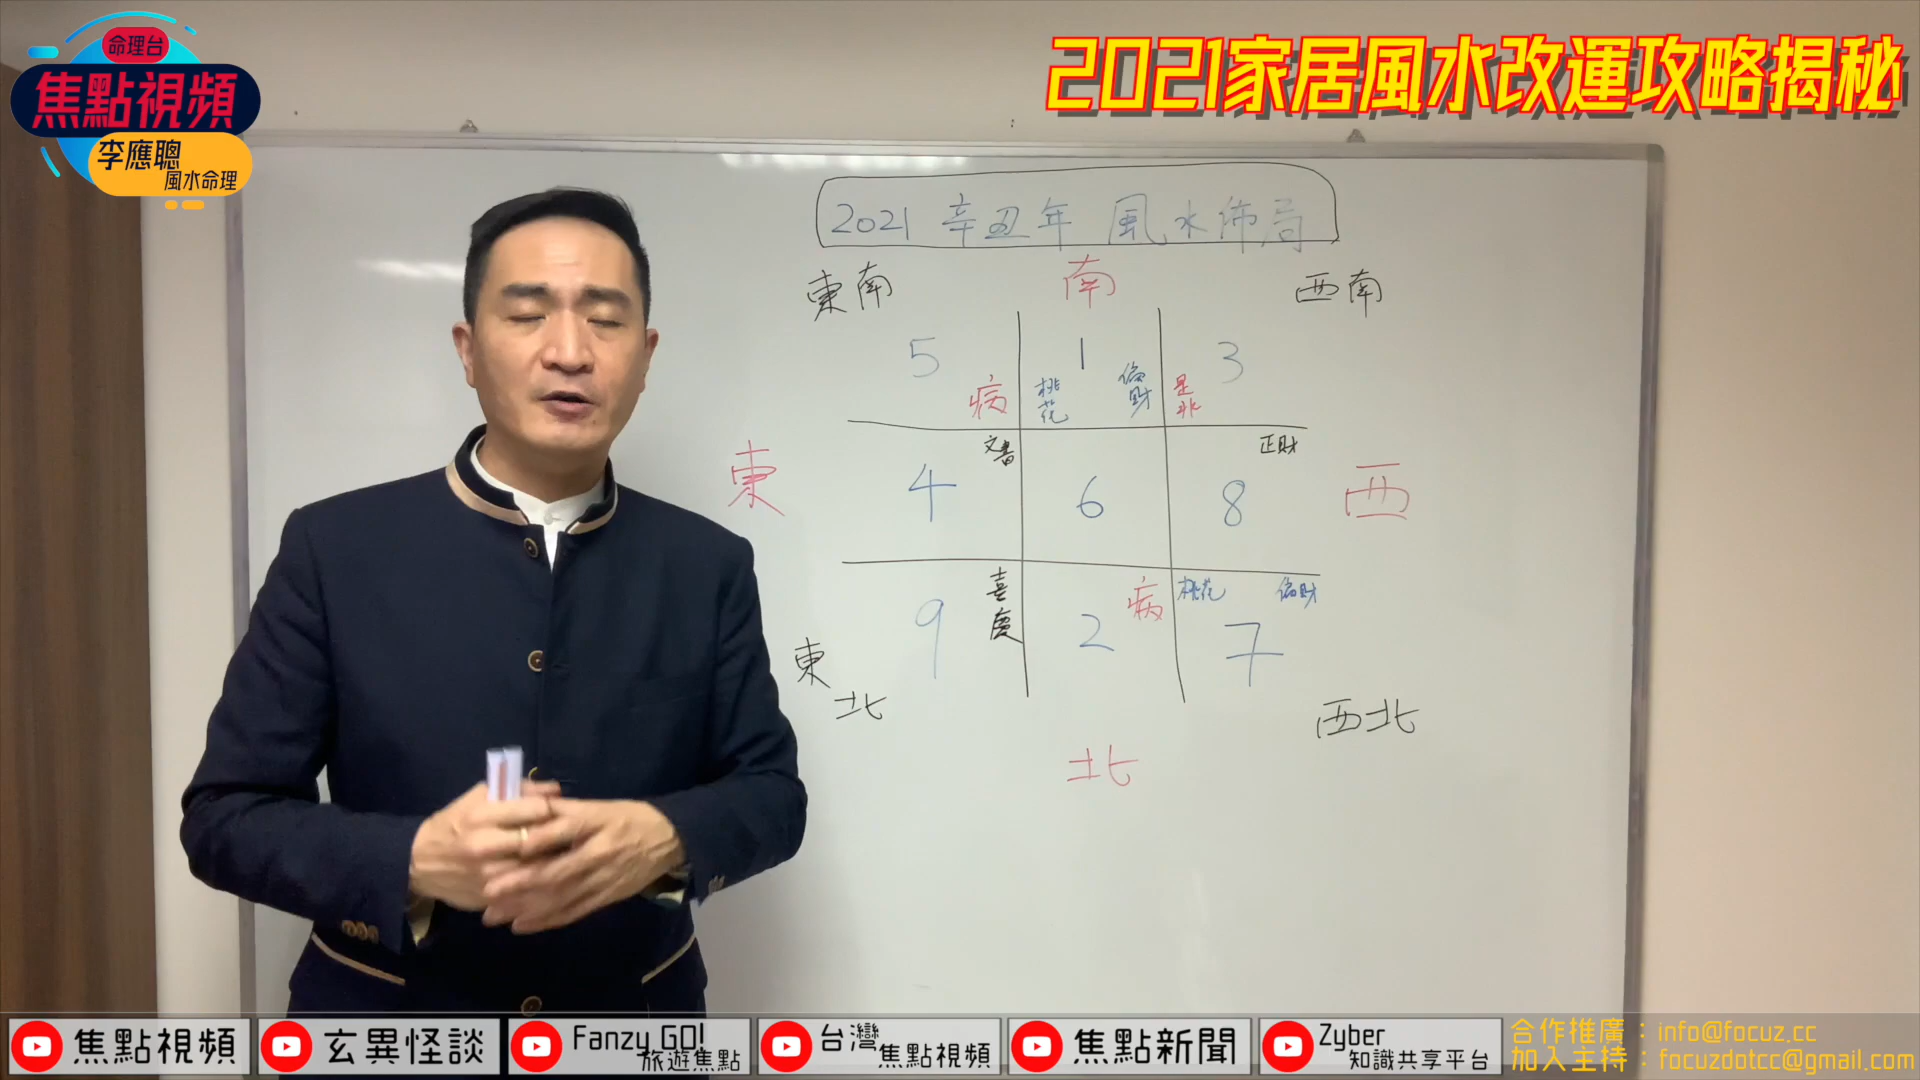 命理台
焦點視頻
李應聰
風水命理
2021家居風水改運攻略揭秘
2021 辛丑年 風水佈局
東南 南 西南
5 病
1 桃花 偏財
3 是非
東
4 文書
6
8 正財
西
9 喜慶
2 病
7 桃花 偏財
東北
北
西北
焦點視頻
玄異怪談
Fanzy GO!
旅遊焦點
台灣
焦點視頻
焦點新聞
Zyber
知識共享平台
合作推廣：info@focuz.cc
加入主持：focuzdotcc@gmail.com